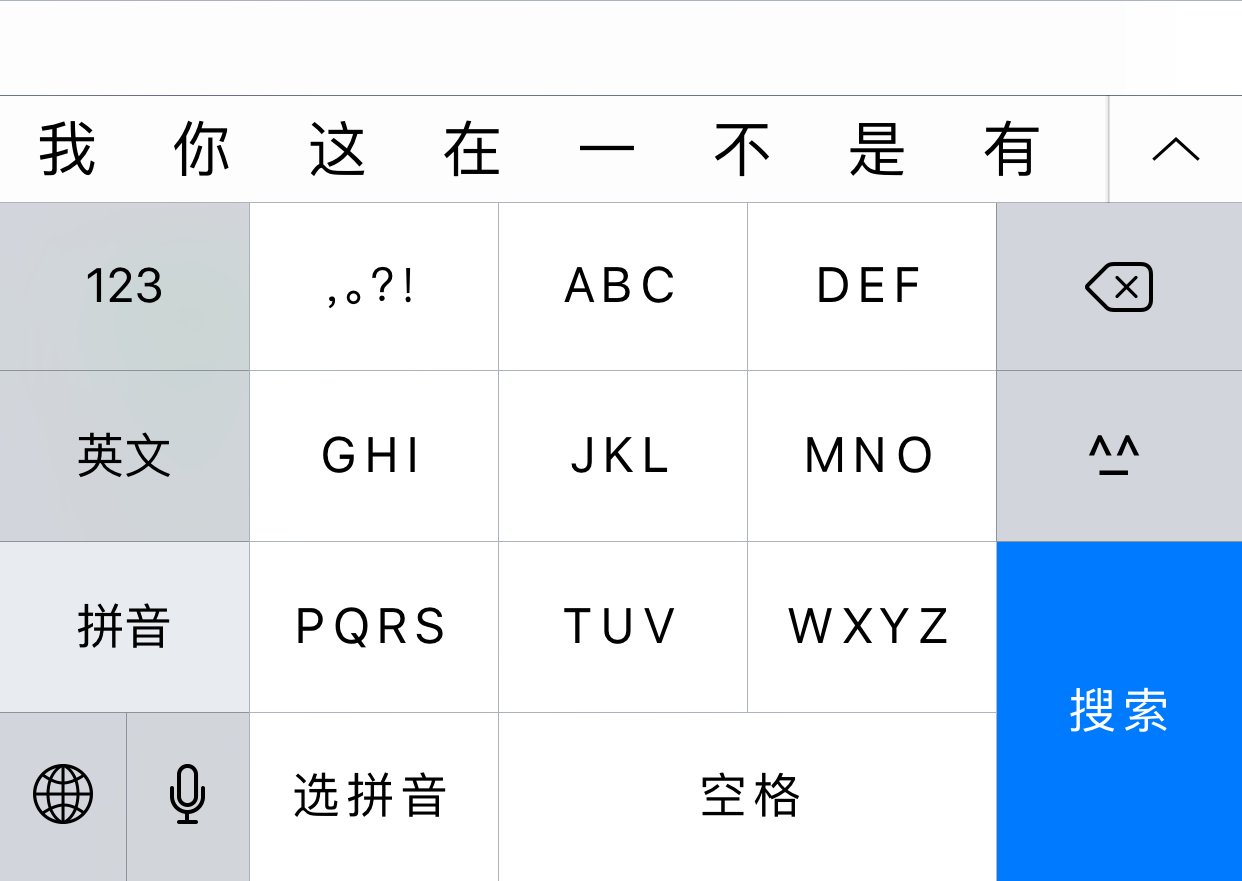 我 你 这 在 一 不 是 有
123 ,。?! ABC DEF
英文 GHI JKL MNO ^_^
拼音 PQRS TUV WXYZ
搜索
选拼音 空格